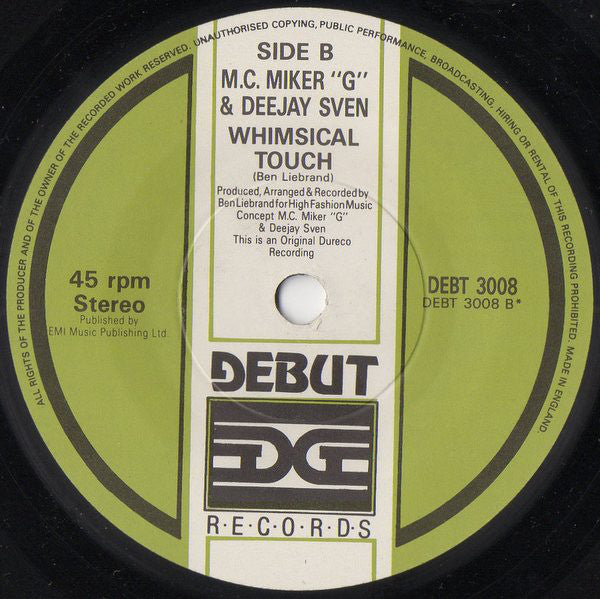 ALL RIGHTS OF THE PRODUCER AND OF THE OWNER OF THE RECORDED WORK RESERVED. UNAUTHORISED COPYING, PUBLIC PERFORMANCE, BROADCASTING, HIRING OR RENTAL OF THIS RECORDING PROHIBITED. MADE IN ENGLAND.
SIDE B
M.C. MIKER "G"
& DEEJAY SVEN
WHIMSICAL
TOUCH
(Ben Liebrand)
Produced, Arranged & Recorded by
Ben Liebrand for High Fashion Music
Concept M.C. Miker "G"
& Deejay Sven
This is an Original Dureco
Recording
45 rpm
Stereo
Published by
EMI Music Publishing Ltd.
DEBT 3008
DEBT 3008 B*
DEBUT
EDGE
R·E·C·O·R·D·S